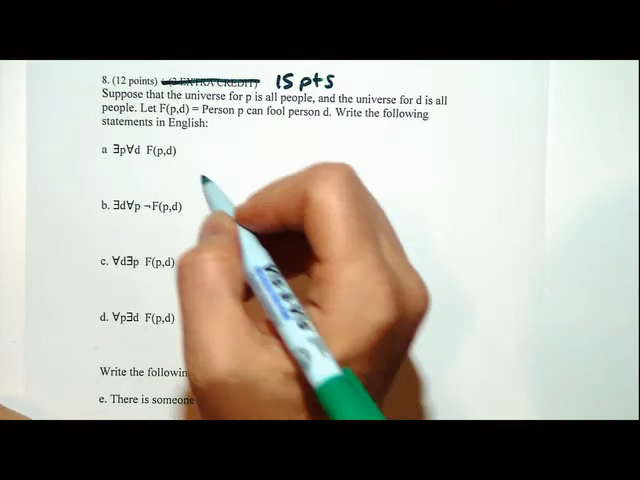 8. (12 points) + (3 EXTRA CREDIT) 15 pts
Suppose that the universe for p is all people, and the universe for d is all
people. Let F(p,d) = Person p can fool person d. Write the following
statements in English:
a ∃p∀d F(p,d)
b. ∃d∀p ¬F(p,d)
c. ∀d∃p F(p,d)
d. ∀p∃d F(p,d)
Write the followin
e. There is someone